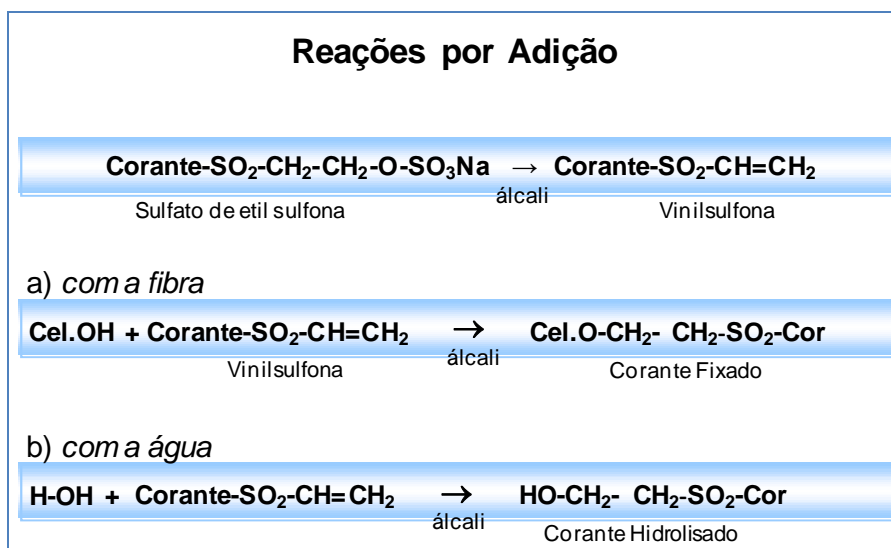 Reações por Adição
Corante-SO₂-CH₂-CH₂-O-SO₃Na → Corante-SO₂-CH=CH₂
álcali
Sulfato de etil sulfona Vinilsulfona
a) com a fibra
Cel.OH + Corante-SO₂-CH=CH₂ → Cel.O-CH₂- CH₂-SO₂-Cor
álcali
Vinilsulfona Corante Fixado
b) com a água
H-OH + Corante-SO₂-CH=CH₂ → HO-CH₂- CH₂-SO₂-Cor
álcali
Corante Hidrolisado